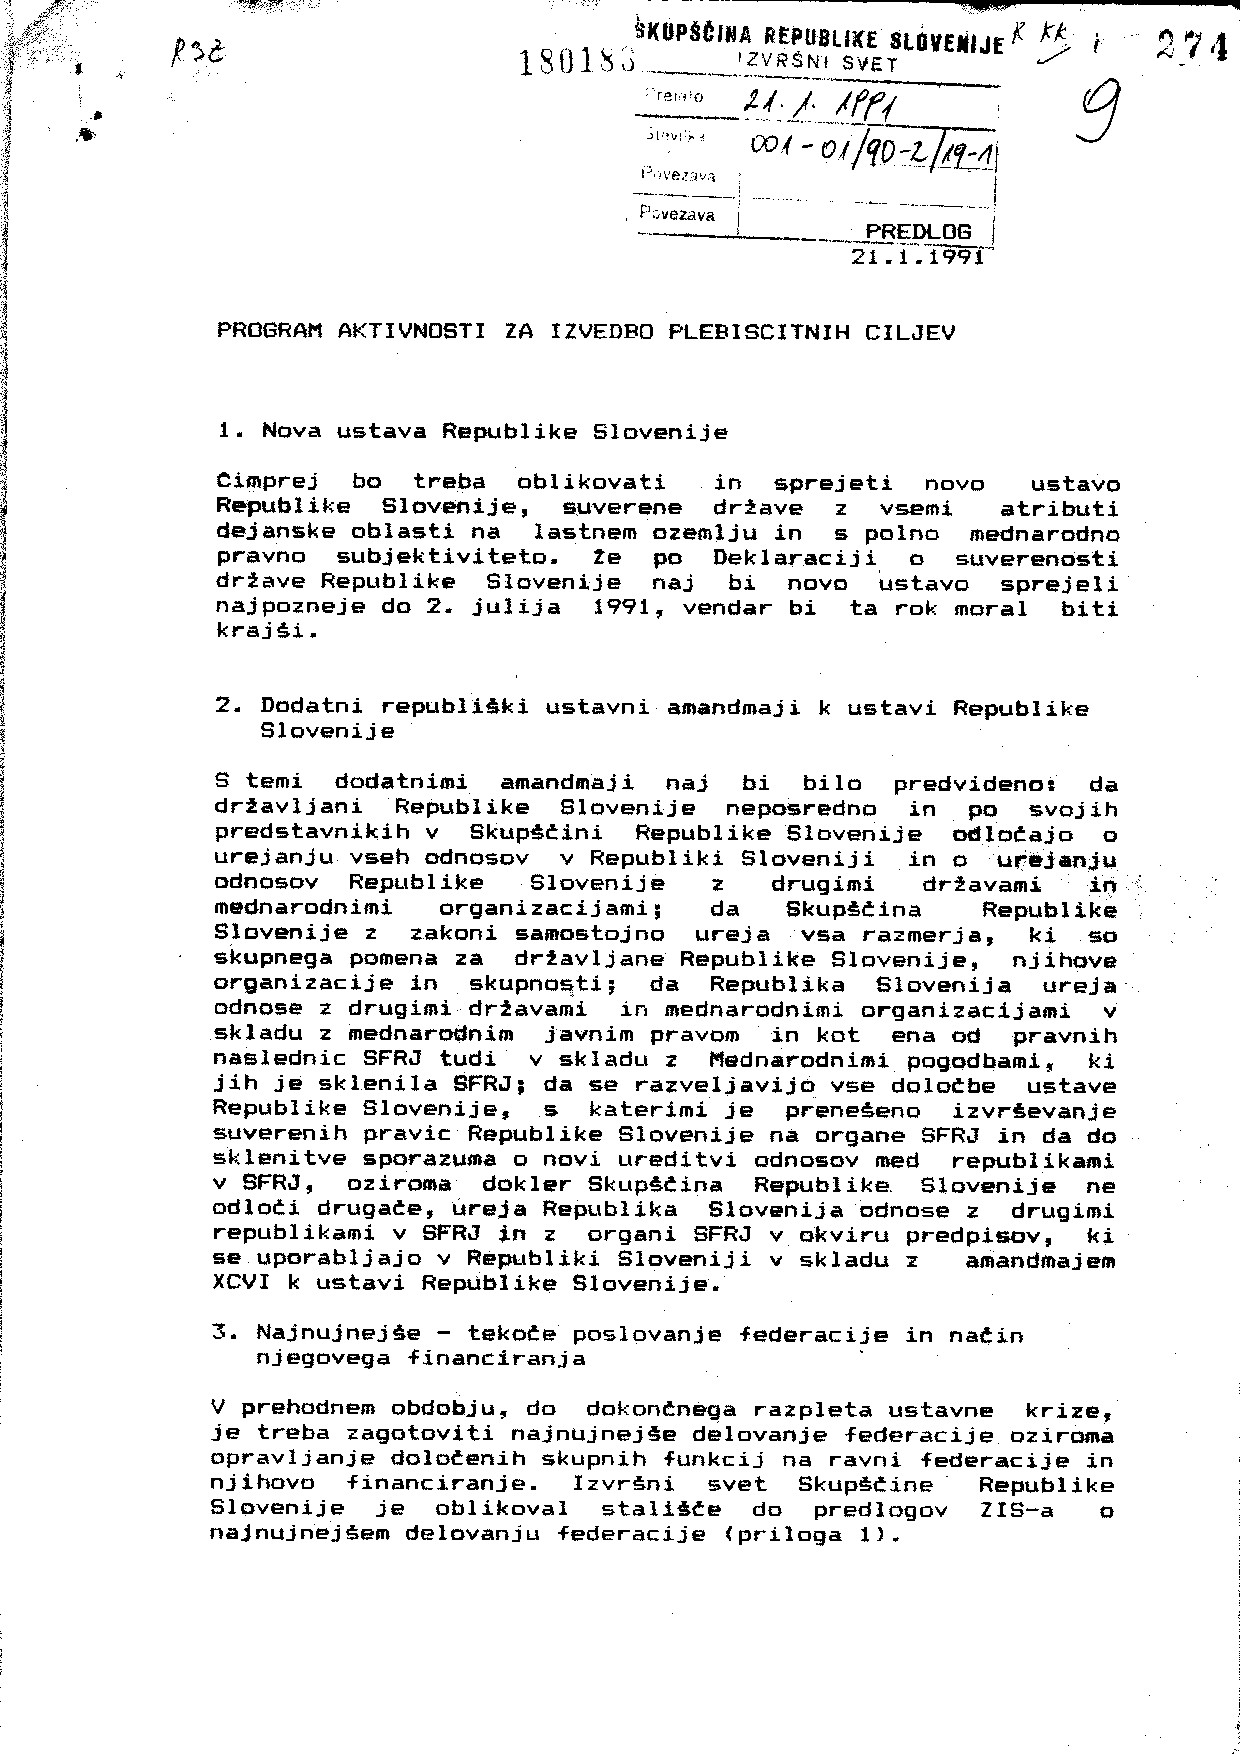 SKUPŠČINA REPUBLIKE SLOVENIJE
IZVRŠNI SVET
R KK
274
180183
Prejeto 21. 1. 1991
9
Številka 001-01/90-2/19-1
Povezava
Povezava
PREDLOG
21.1.1991
PROGRAM AKTIVNOSTI ZA IZVEDBO PLEBISCITNIH CILJEV
1. Nova ustava Republike Slovenije
Čimprej bo treba oblikovati in sprejeti novo ustavo
Republike Slovenije, suverene države z vsemi atributi
dejanske oblasti na lastnem ozemlju in s polno mednarodno
pravno subjektiviteto. Že po Deklaraciji o suverenosti
države Republike Slovenije naj bi novo ustavo sprejeli
najpozneje do 2. julija 1991, vendar bi ta rok moral biti
krajši.
2. Dodatni republiški ustavni amandmaji k ustavi Republike
Slovenije
S temi dodatnimi amandmaji naj bi bilo predvideno: da
državljani Republike Slovenije neposredno in po svojih
predstavnikih v Skupščini Republike Slovenije odločajo o
urejanju vseh odnosov v Republiki Sloveniji in o urejanju
odnosov Republike Slovenije z drugimi državami in
mednarodnimi organizacijami; da Skupščina Republike
Slovenije z zakoni samostojno ureja vsa razmerja, ki so
skupnega pomena za državljane Republike Slovenije, njihove
organizacije in skupnosti; da Republika Slovenija ureja
odnose z drugimi državami in mednarodnimi organizacijami v
skladu z mednarodnim javnim pravom in kot ena od pravnih
naslednic SFRJ tudi v skladu z Mednarodnimi pogodbami, ki
jih je sklenila SFRJ; da se razveljavijo vse določbe ustave
Republike Slovenije, s katerimi je prenešeno izvrševanje
suverenih pravic Republike Slovenije na organe SFRJ in da do
sklenitve sporazuma o novi ureditvi odnosov med republikami
v SFRJ, oziroma dokler Skupščina Republike Slovenije ne
odloči drugače, ureja Republika Slovenija odnose z drugimi
republikami v SFRJ in z organi SFRJ v okviru predpisov, ki
se uporabljajo v Republiki Sloveniji v skladu z amandmajem
XCVI k ustavi Republike Slovenije.
3. Najnujnejše - tekoče poslovanje federacije in način
njegovega financiranja
V prehodnem obdobju, do dokončnega razpleta ustavne krize,
je treba zagotoviti najnujnejše delovanje federacije oziroma
opravljanje določenih skupnih funkcij na ravni federacije in
njihovo financiranje. Izvršni svet Skupščine Republike
Slovenije je oblikoval stališče do predlogov ZIS-a o
najnujnejšem delovanju federacije (priloga 1).